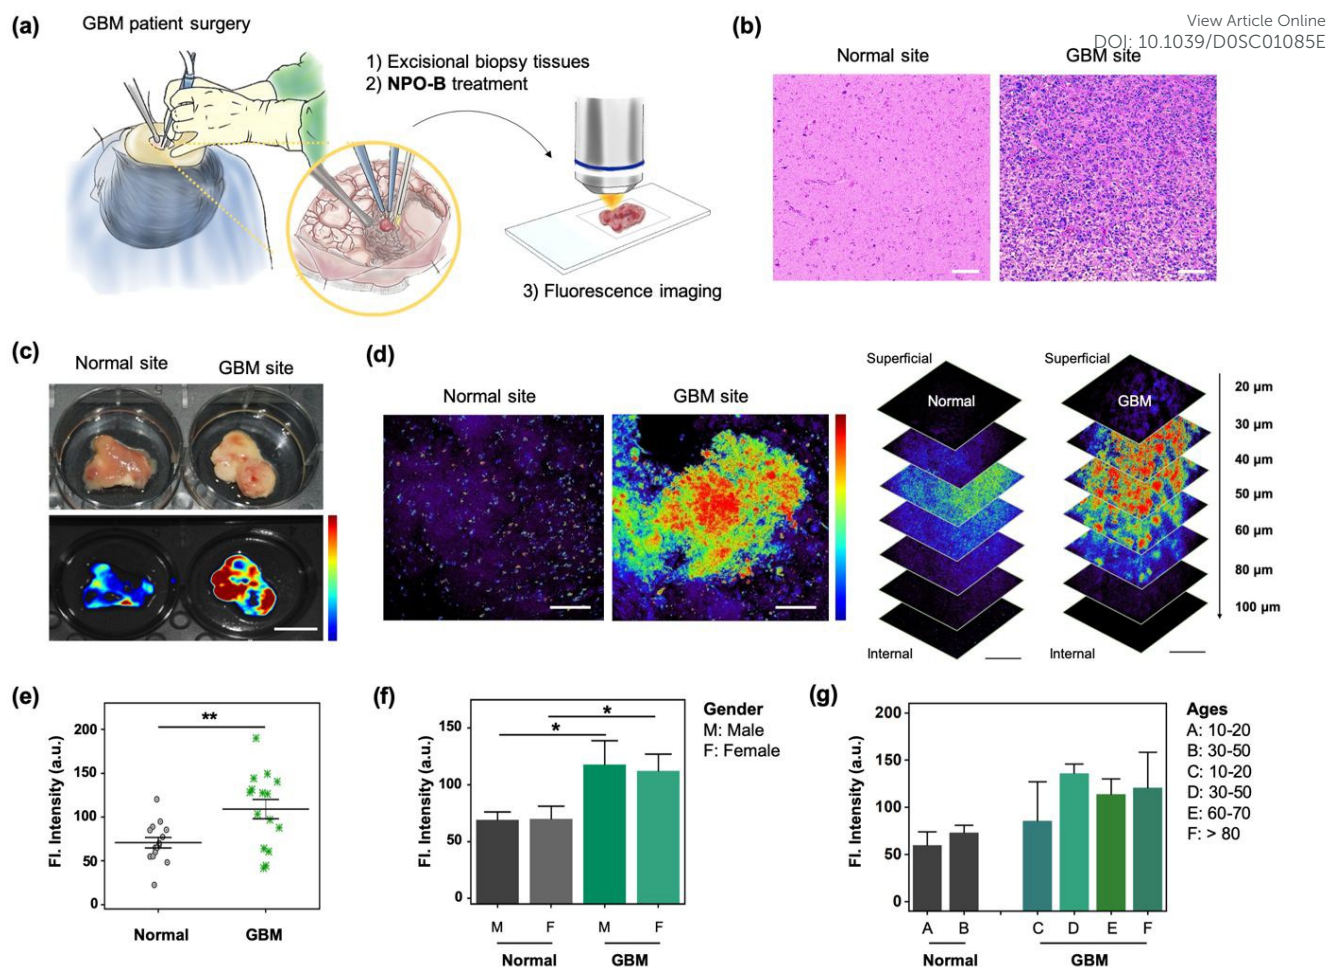 View Article Online
DOI: 10.1039/D0SC01085E
(a)
GBM patient surgery
1) Excisional biopsy tissues
2) NPO-B treatment
3) Fluorescence imaging
(b)
Normal site
GBM site
(c)
Normal site
GBM site
(d)
Normal site
GBM site
Superficial
Superficial
Normal
GBM
20 µm
30 µm
40 µm
50 µm
60 µm
80 µm
100 µm
Internal
Internal
(e)
Fl. Intensity (a.u.)
200
150
100
50
0
**
Normal
GBM
(f)
Fl. Intensity (a.u.)
150
100
50
0
*
*
M
F
M
F
Normal
GBM
Gender
M: Male
F: Female
(g)
Fl. Intensity (a.u.)
200
150
100
50
0
A
B
C
D
E
F
Normal
GBM
Ages
A: 10-20
B: 30-50
C: 10-20
D: 30-50
E: 60-70
F: > 80